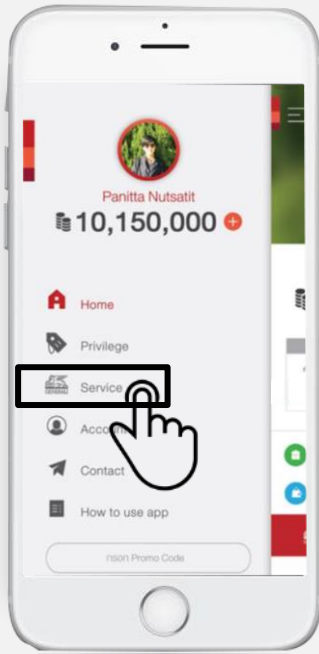 Panitta Nutsatit
10,150,000
Home
Privilege
Service
Account
Contact
How to use app
กรอก Promo Code